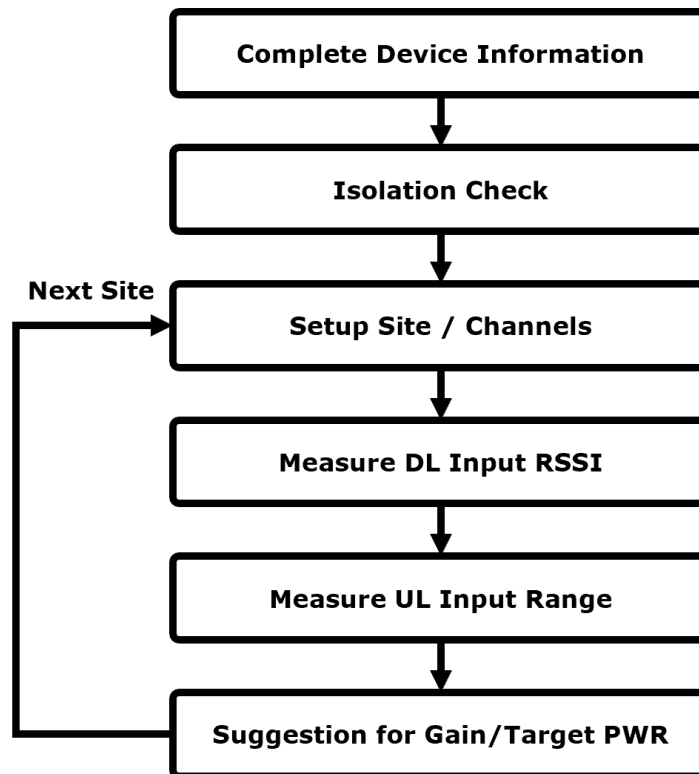 Complete Device Information
Isolation Check
Next Site
Setup Site / Channels
Measure DL Input RSSI
Measure UL Input Range
Suggestion for Gain/Target PWR